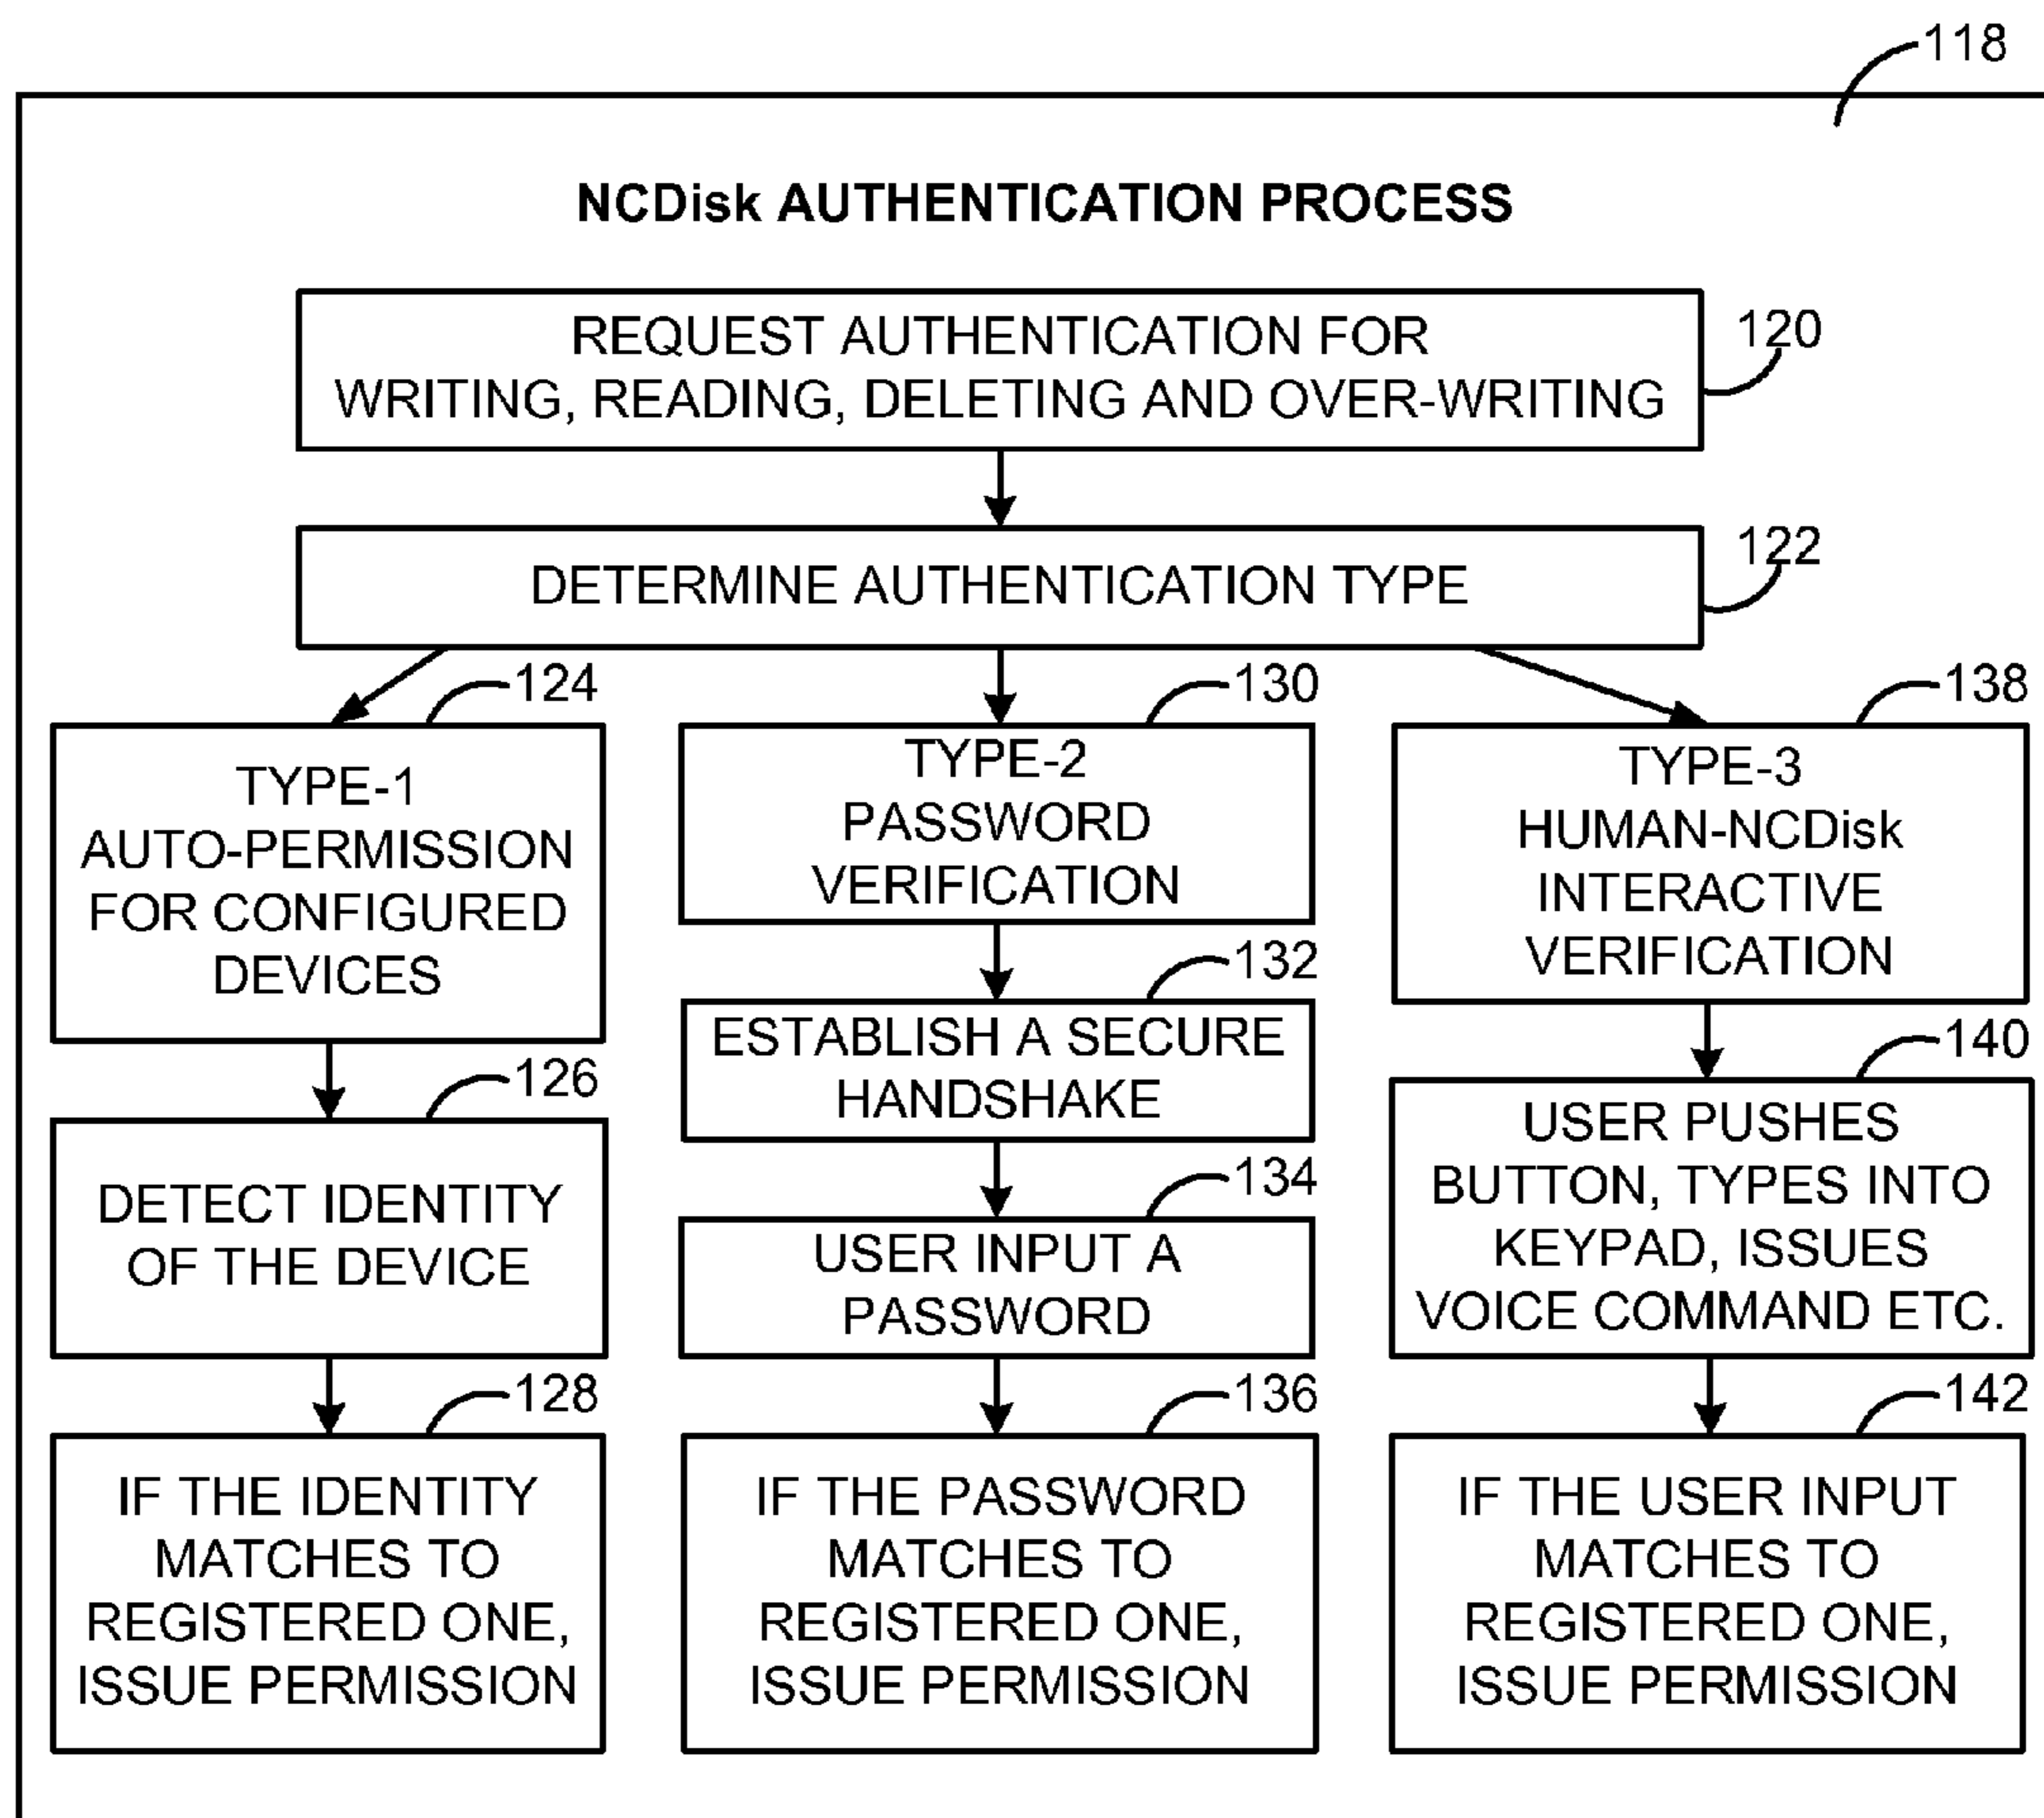 118
NCDisk AUTHENTICATION PROCESS
REQUEST AUTHENTICATION FOR
WRITING, READING, DELETING AND OVER-WRITING
120
DETERMINE AUTHENTICATION TYPE
122
124
TYPE-1
AUTO-PERMISSION
FOR CONFIGURED
DEVICES
126
DETECT IDENTITY
OF THE DEVICE
128
IF THE IDENTITY
MATCHES TO
REGISTERED ONE,
ISSUE PERMISSION
130
TYPE-2
PASSWORD
VERIFICATION
132
ESTABLISH A SECURE
HANDSHAKE
134
USER INPUT A
PASSWORD
136
IF THE PASSWORD
MATCHES TO
REGISTERED ONE,
ISSUE PERMISSION
138
TYPE-3
HUMAN-NCDisk
INTERACTIVE
VERIFICATION
140
USER PUSHES
BUTTON, TYPES INTO
KEYPAD, ISSUES
VOICE COMMAND ETC.
142
IF THE USER INPUT
MATCHES TO
REGISTERED ONE,
ISSUE PERMISSION